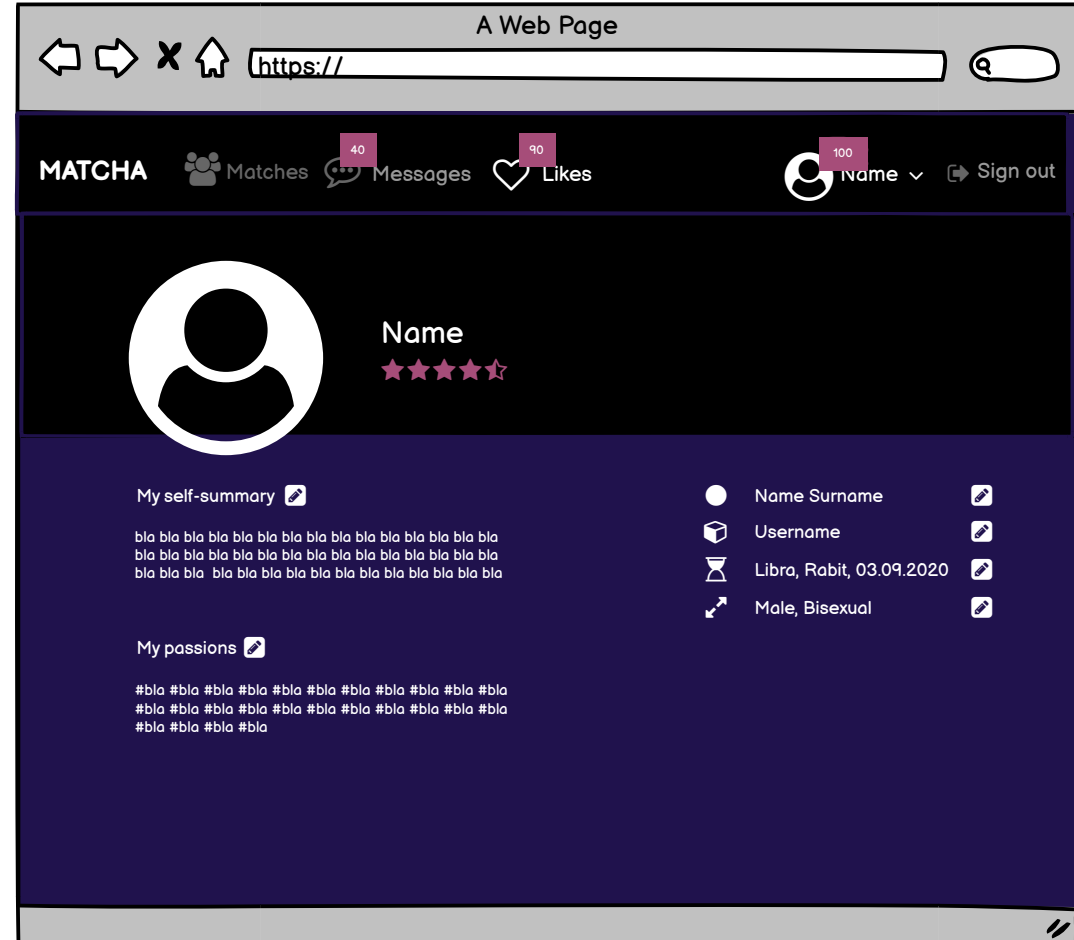 A Web Page
https://
MATCHA Matches 40 Messages 90 Likes 100 Name Sign out
Name
My self-summary
bla bla bla bla bla bla bla bla bla bla bla bla bla bla bla
bla bla bla bla bla bla bla bla bla bla bla bla bla bla bla
bla bla bla  bla bla bla bla bla bla bla bla bla bla bla bla
My passions
#bla #bla #bla #bla #bla #bla #bla #bla #bla #bla #bla
#bla #bla #bla #bla #bla #bla #bla #bla #bla #bla #bla
#bla #bla #bla #bla
Name Surname
Username
Libra, Rabit, 03.09.2020
Male, Bisexual